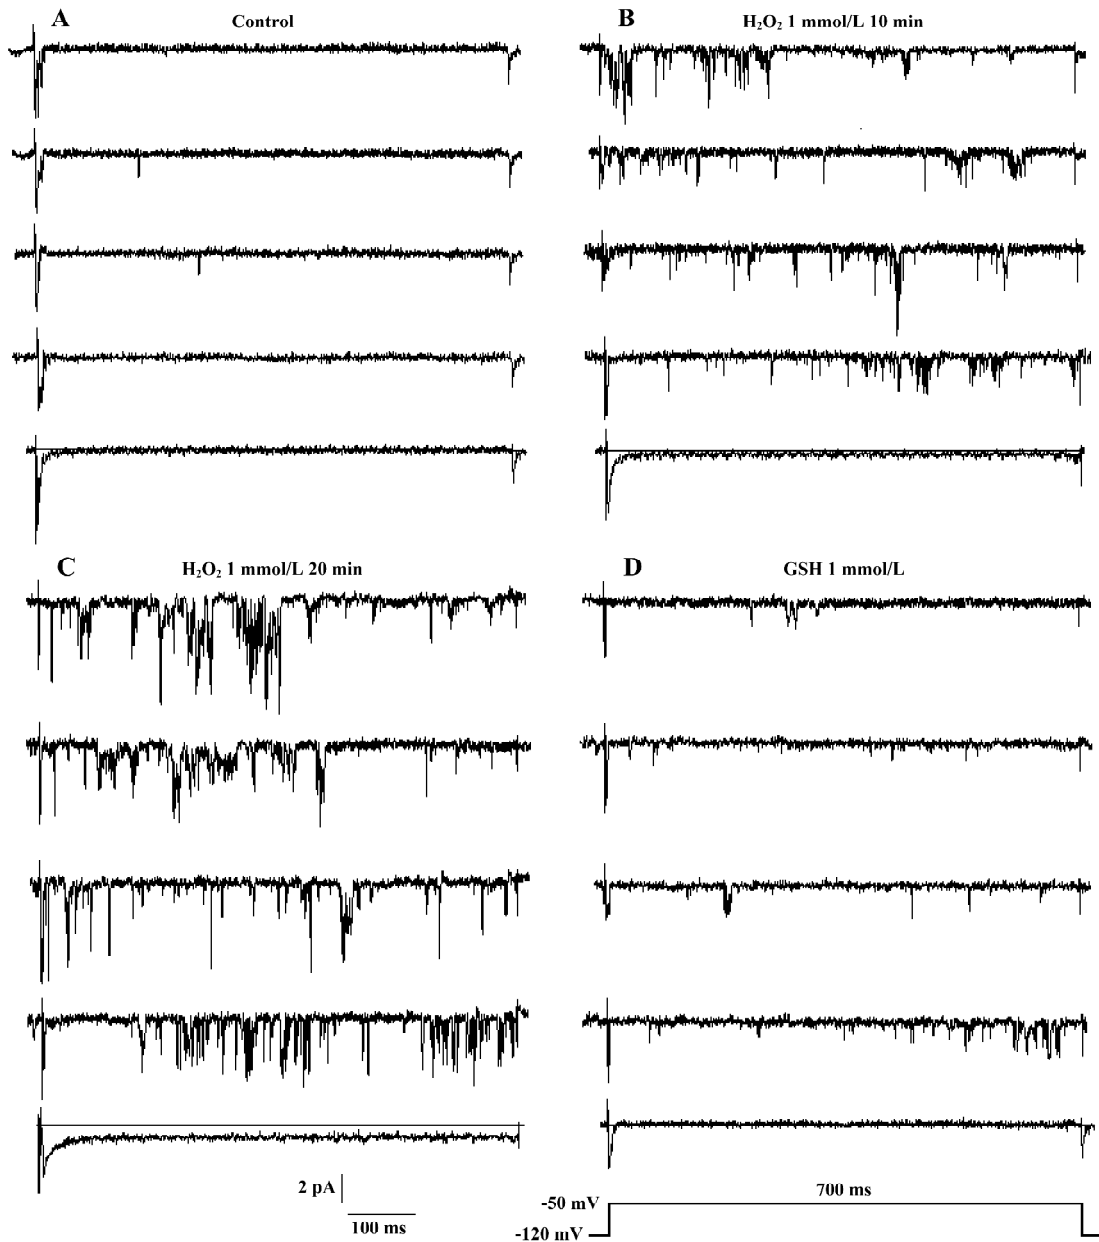 A
Control
B
H₂O₂ 1 mmol/L 10 min
C
H₂O₂ 1 mmol/L 20 min
D
GSH 1 mmol/L
2 pA
100 ms
700 ms
-50 mV
-120 mV